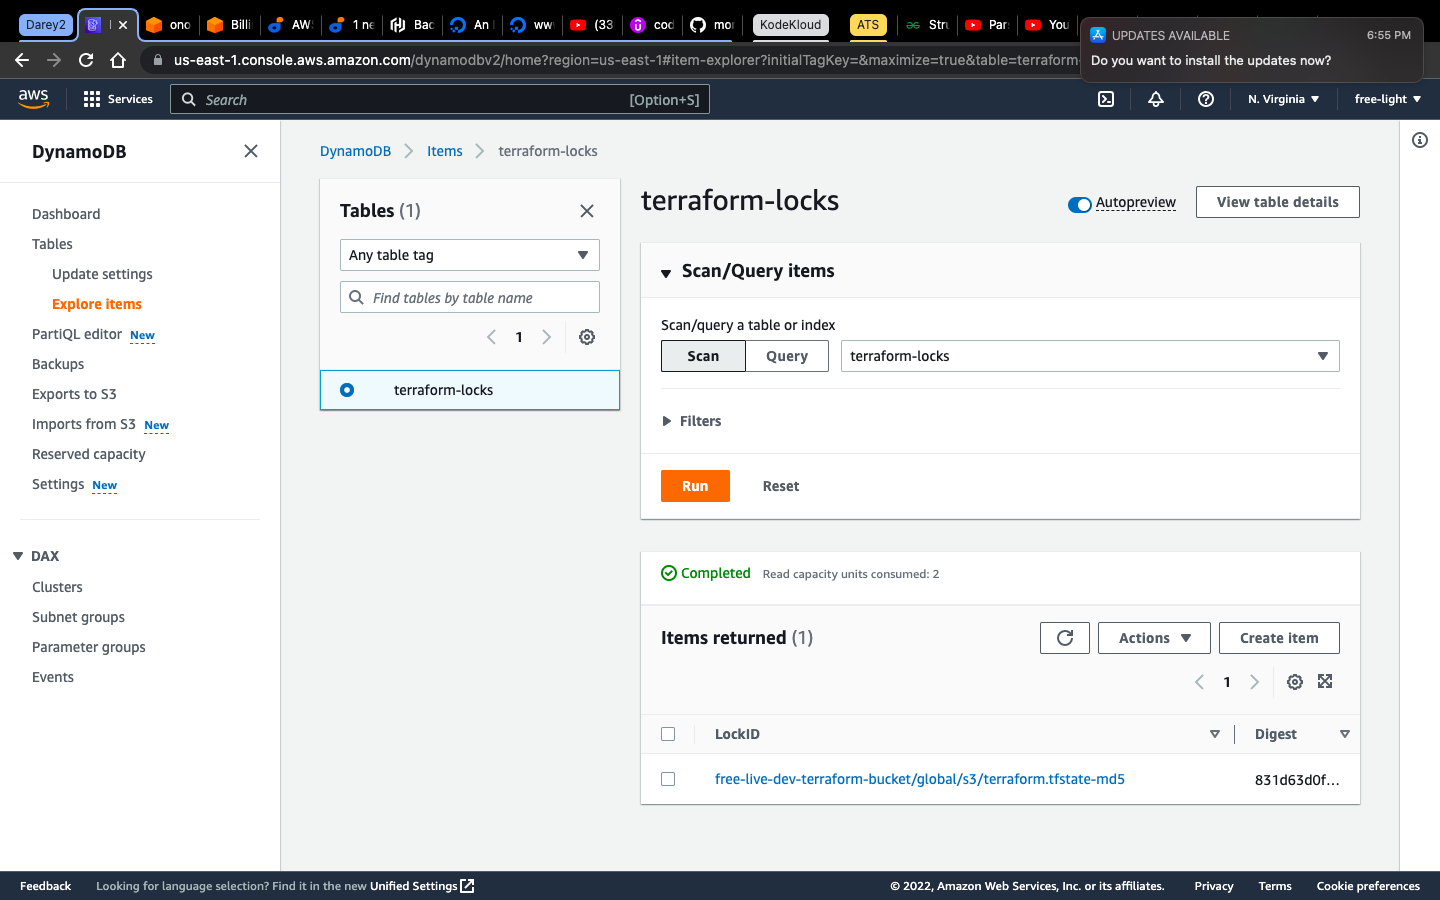 Darey2
ono
Billi
AWS
1 ne
Bac
An
ww
(33
cod
mor
KodeKloud
ATS
Stru
Par
You
UPDATES AVAILABLE 6:55 PM
Do you want to install the updates now?
us-east-1.console.aws.amazon.com/dynamodbv2/home?region=us-east-1#item-explorer?initialTagKey=&maximize=true&table=terraform-
aws
Services
Search [Option+S]
N. Virginia
free-light
DynamoDB
Dashboard
Tables
Update settings
Explore items
PartiQL editor New
Backups
Exports to S3
Imports from S3 New
Reserved capacity
Settings New
DAX
Clusters
Subnet groups
Parameter groups
Events
DynamoDB Items terraform-locks
Tables (1)
Any table tag
Find tables by table name
1
terraform-locks
terraform-locks
Autopreview
View table details
Scan/Query items
Scan/query a table or index
Scan Query terraform-locks
Filters
Run Reset
Completed Read capacity units consumed: 2
Items returned (1)
Actions Create item
1
LockID Digest
free-live-dev-terraform-bucket/global/s3/terraform.tfstate-md5 831d63d0f...
Feedback Looking for language selection? Find it in the new Unified Settings
© 2022, Amazon Web Services, Inc. or its affiliates. Privacy Terms Cookie preferences